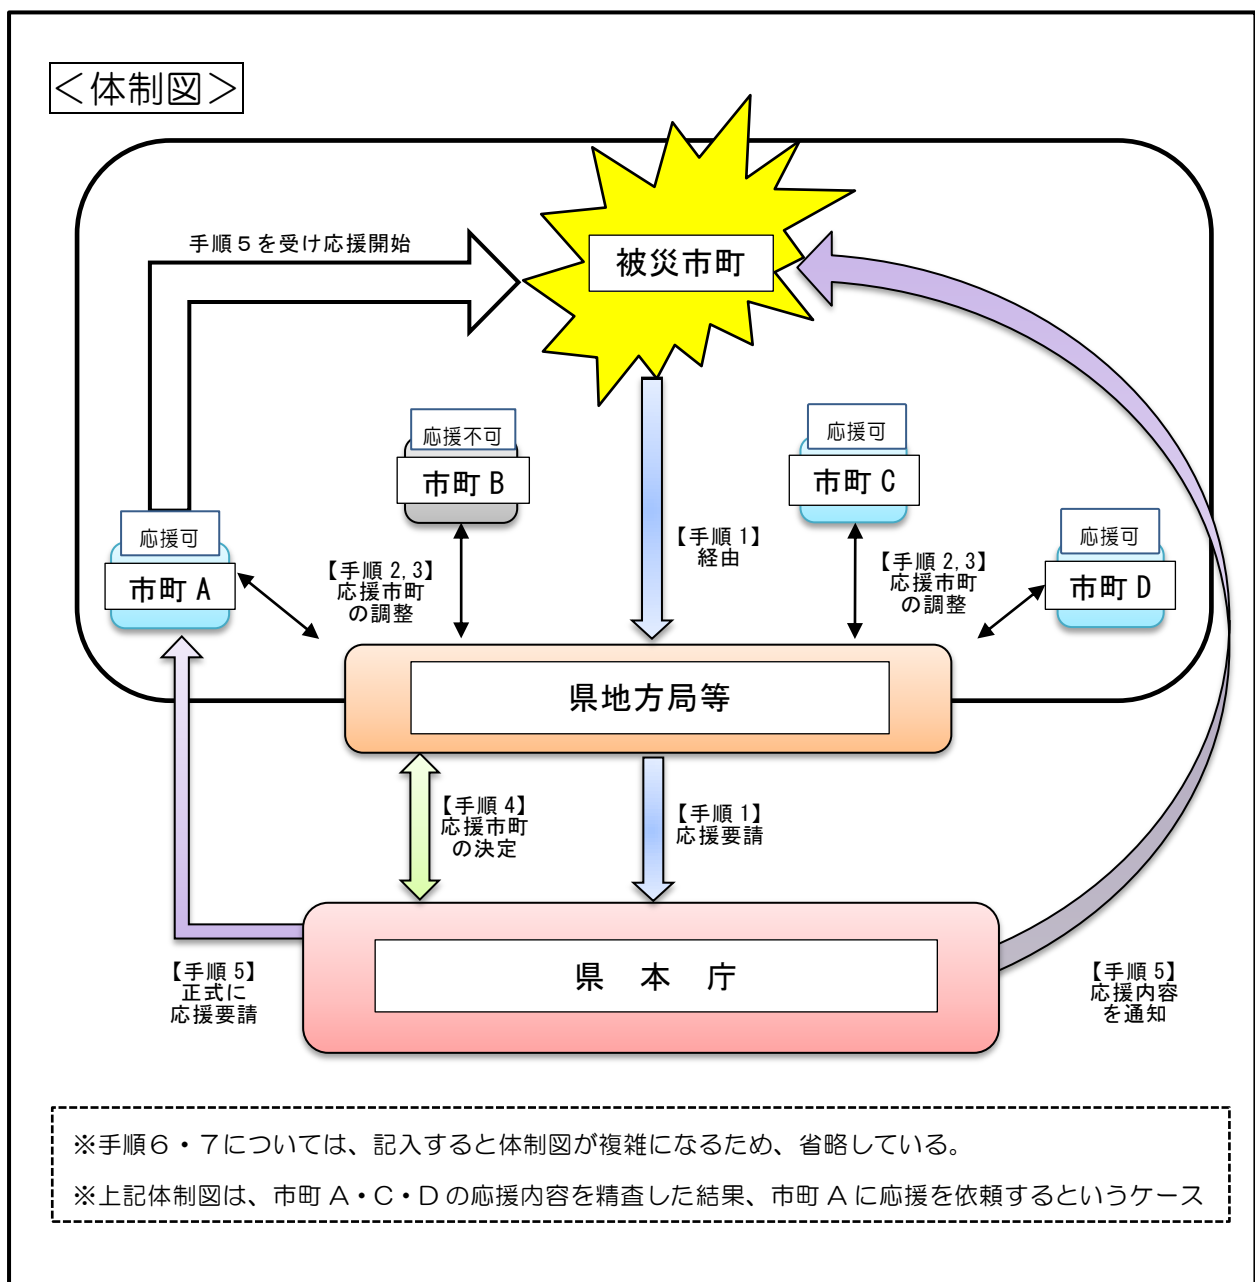 ＜体制図＞
手順５を受け応援開始
被災市町
応援不可
市町 B
応援可
市町 C
応援可
市町 A
応援可
市町 D
【手順 1】
経由
【手順 2,3】
応援市町
の調整
【手順 2,3】
応援市町
の調整
県地方局等
【手順 4】
応援市町
の決定
【手順 1】
応援要請
県 本 庁
【手順 5】
正式に
応援要請
【手順 5】
応援内容
を通知
※手順６・７については、記入すると体制図が複雑になるため、省略している。
※上記体制図は、市町 A・C・D の応援内容を精査した結果、市町 A に応援を依頼するというケース